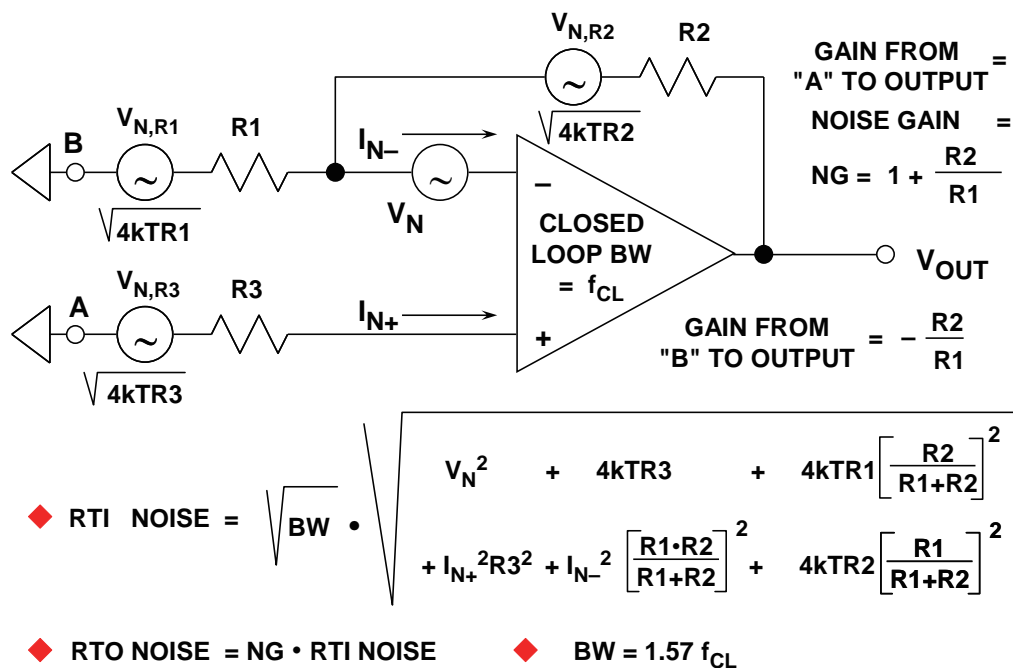 V_N,R2
R2
GAIN FROM =
"A" TO OUTPUT
V_N,R1
R1
B
I_N–
√4kTR2
NOISE GAIN =
NG = 1 + R2/R1
~
~
~
–
V_N
√4kTR1
CLOSED
LOOP BW
= f_CL
V_OUT
V_N,R3
R3
A
I_N+
~
+
√4kTR3
GAIN FROM
"B" TO OUTPUT = – R2/R1
RTI NOISE = √BW • √
V_N² + 4kTR3 + 4kTR1 [R2/(R1+R2)]²
+ I_N+² R3² + I_N–² [R1•R2/(R1+R2)]² + 4kTR2 [R1/(R1+R2)]²
RTO NOISE = NG • RTI NOISE
BW = 1.57 f_CL